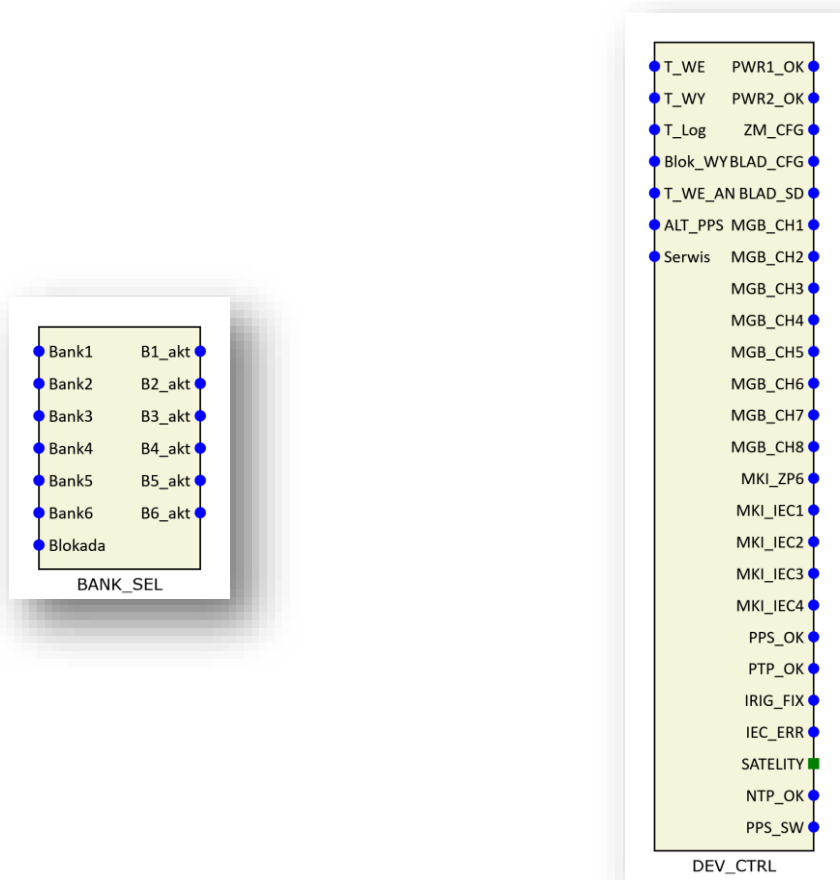 Bank1 B1_akt
Bank2 B2_akt
Bank3 B3_akt
Bank4 B4_akt
Bank5 B5_akt
Bank6 B6_akt
Blokada
BANK_SEL
T_WE PWR1_OK
T_WY PWR2_OK
T_Log ZM_CFG
Blok_WY BLAD_CFG
T_WE_AN BLAD_SD
ALT_PPS MGB_CH1
Serwis MGB_CH2
MGB_CH3
MGB_CH4
MGB_CH5
MGB_CH6
MGB_CH7
MGB_CH8
MKI_ZP6
MKI_IEC1
MKI_IEC2
MKI_IEC3
MKI_IEC4
PPS_OK
PTP_OK
IRIG_FIX
IEC_ERR
SATELITY
NTP_OK
PPS_SW
DEV_CTRL